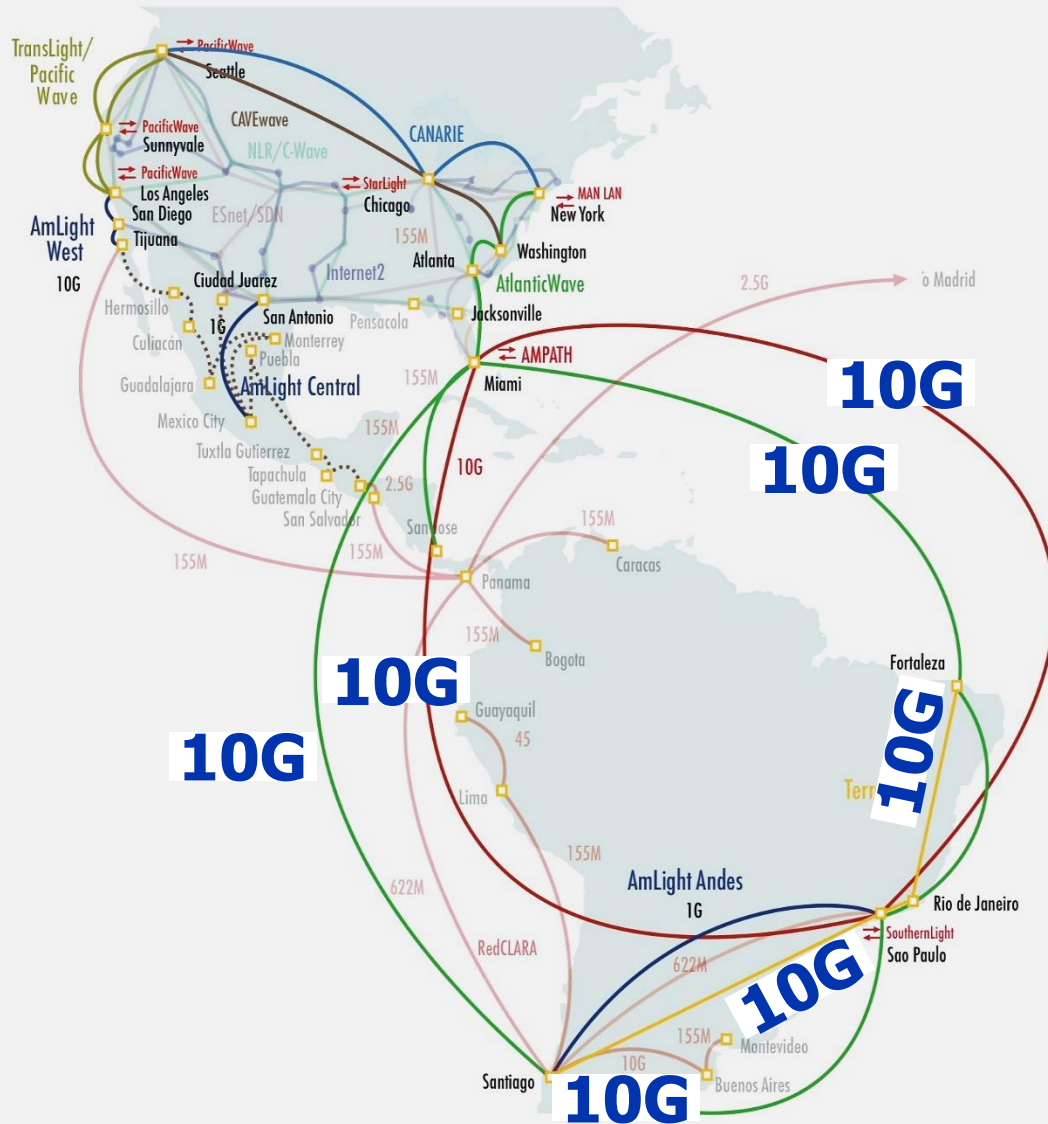 TransLight/
Pacific
Wave
PacificWave
Seattle
CAVEwave
PacificWave
Sunnyvale
NLR/C-Wave
CANARIE
PacificWave
Los Angeles
San Diego
StarLight
Chicago
MAN LAN
New York
ESnet/SDN
AmLight
West
10G
Tijuana
155M
Washington
Atlanta
Internet2
AtlanticWave
Ciudad Juarez
2.5G
o Madrid
Hermosillo
1G
San Antonio
Pensacola
Jacksonville
Culiacán
Monterrey
Puebla
AMPATH
Guadalajara
AmLight Central
155M
Miami
10G
Mexico City
155M
Tuxtla Gutierrez
10G
10G
Tapachula
2.5G
Guatemala City
San Salvador
San Jose
155M
155M
155M
Caracas
Panama
155M
Bogota
Fortaleza
10G
Guayaquil
10G
45
10G
Terr
Lima
155M
AmLight Andes
1G
622M
Rio de Janeiro
SouthernLight
Sao Paulo
RedCLARA
622M
10G
155M
Montevideo
10G
Santiago
Buenos Aires
10G